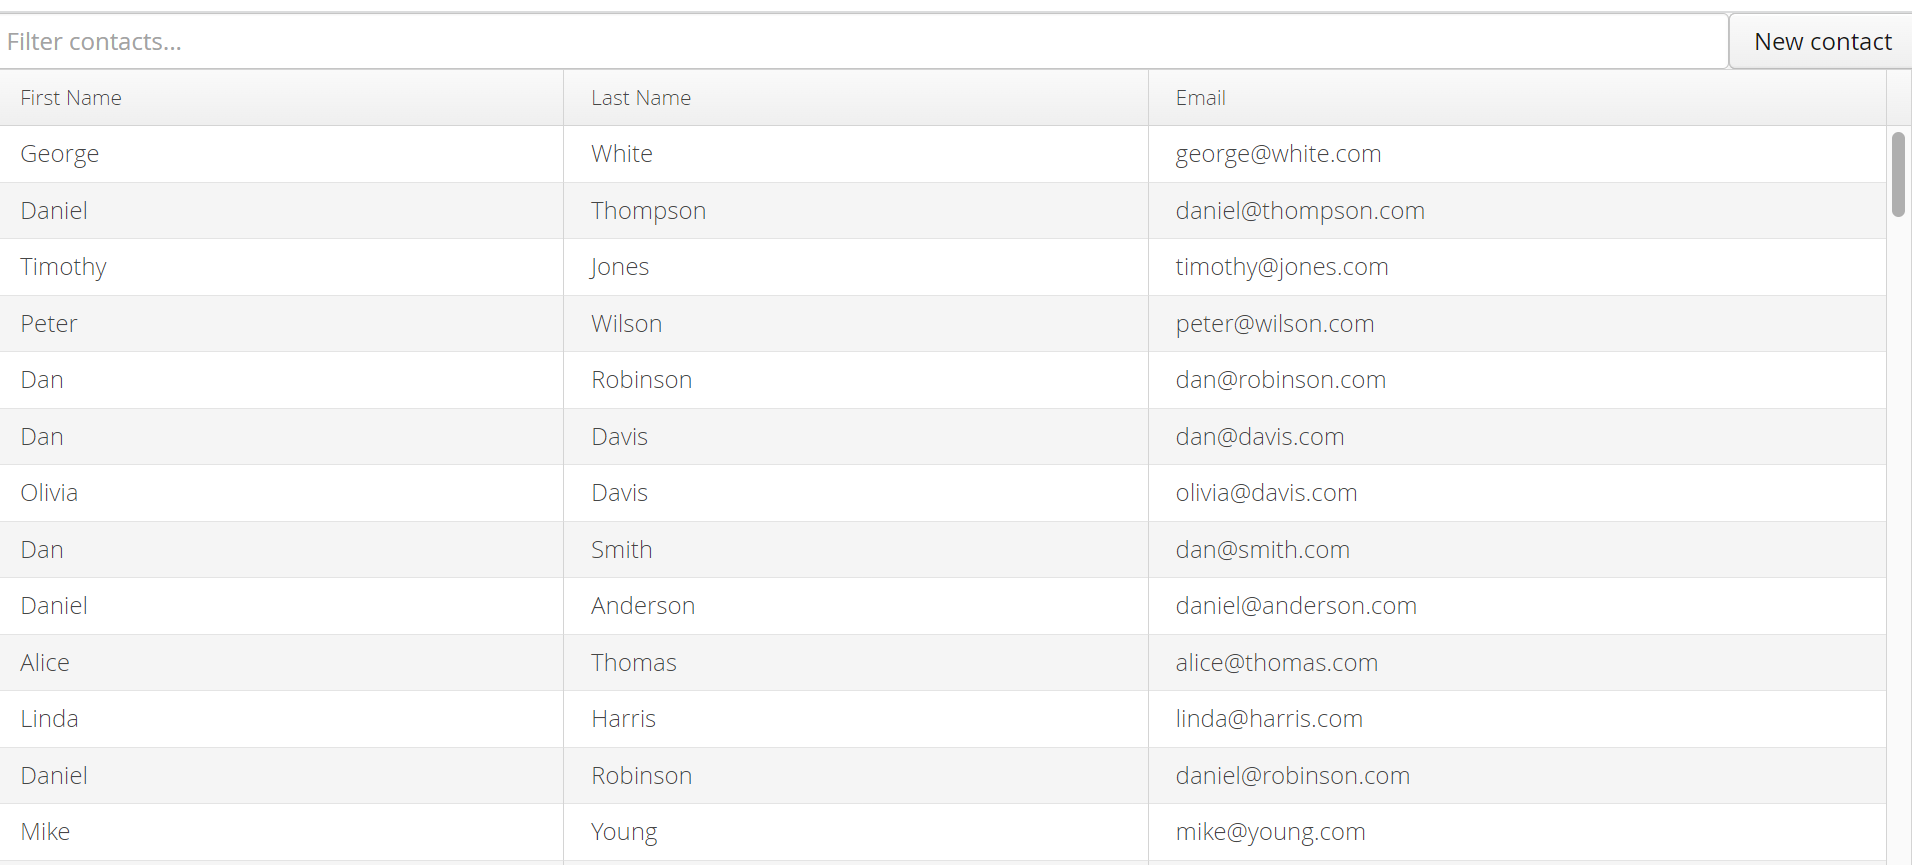 Filter contacts...
New contact
First Name Last Name Email
George White george@white.com
Daniel Thompson daniel@thompson.com
Timothy Jones timothy@jones.com
Peter Wilson peter@wilson.com
Dan Robinson dan@robinson.com
Dan Davis dan@davis.com
Olivia Davis olivia@davis.com
Dan Smith dan@smith.com
Daniel Anderson daniel@anderson.com
Alice Thomas alice@thomas.com
Linda Harris linda@harris.com
Daniel Robinson daniel@robinson.com
Mike Young mike@young.com